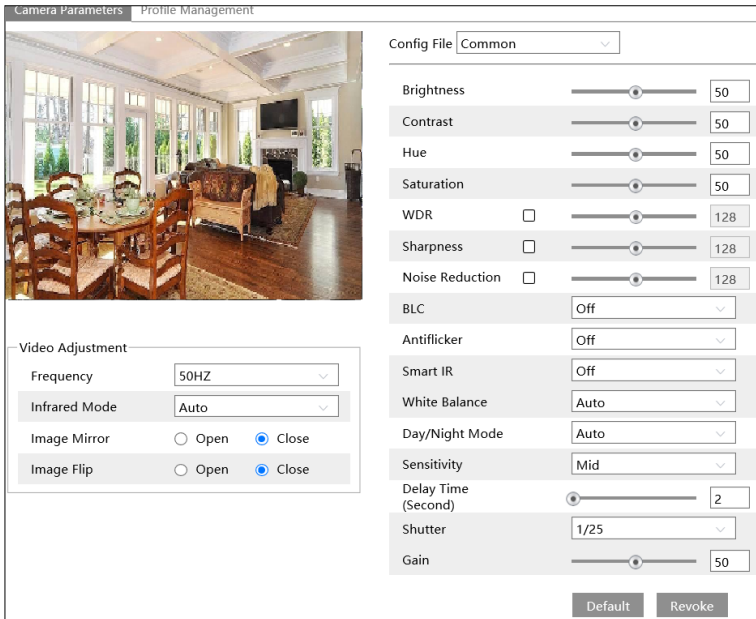 Camera Parameters Profile Management
Config File Common
Brightness 50
Contrast 50
Hue 50
Saturation 50
WDR 128
Sharpness 128
Noise Reduction 128
BLC Off
Antiflicker Off
Smart IR Off
White Balance Auto
Day/Night Mode Auto
Sensitivity Mid
Delay Time
(Second) 2
Shutter 1/25
Gain 50
Default Revoke
Video Adjustment
Frequency 50HZ
Infrared Mode Auto
Image Mirror Open Close
Image Flip Open Close